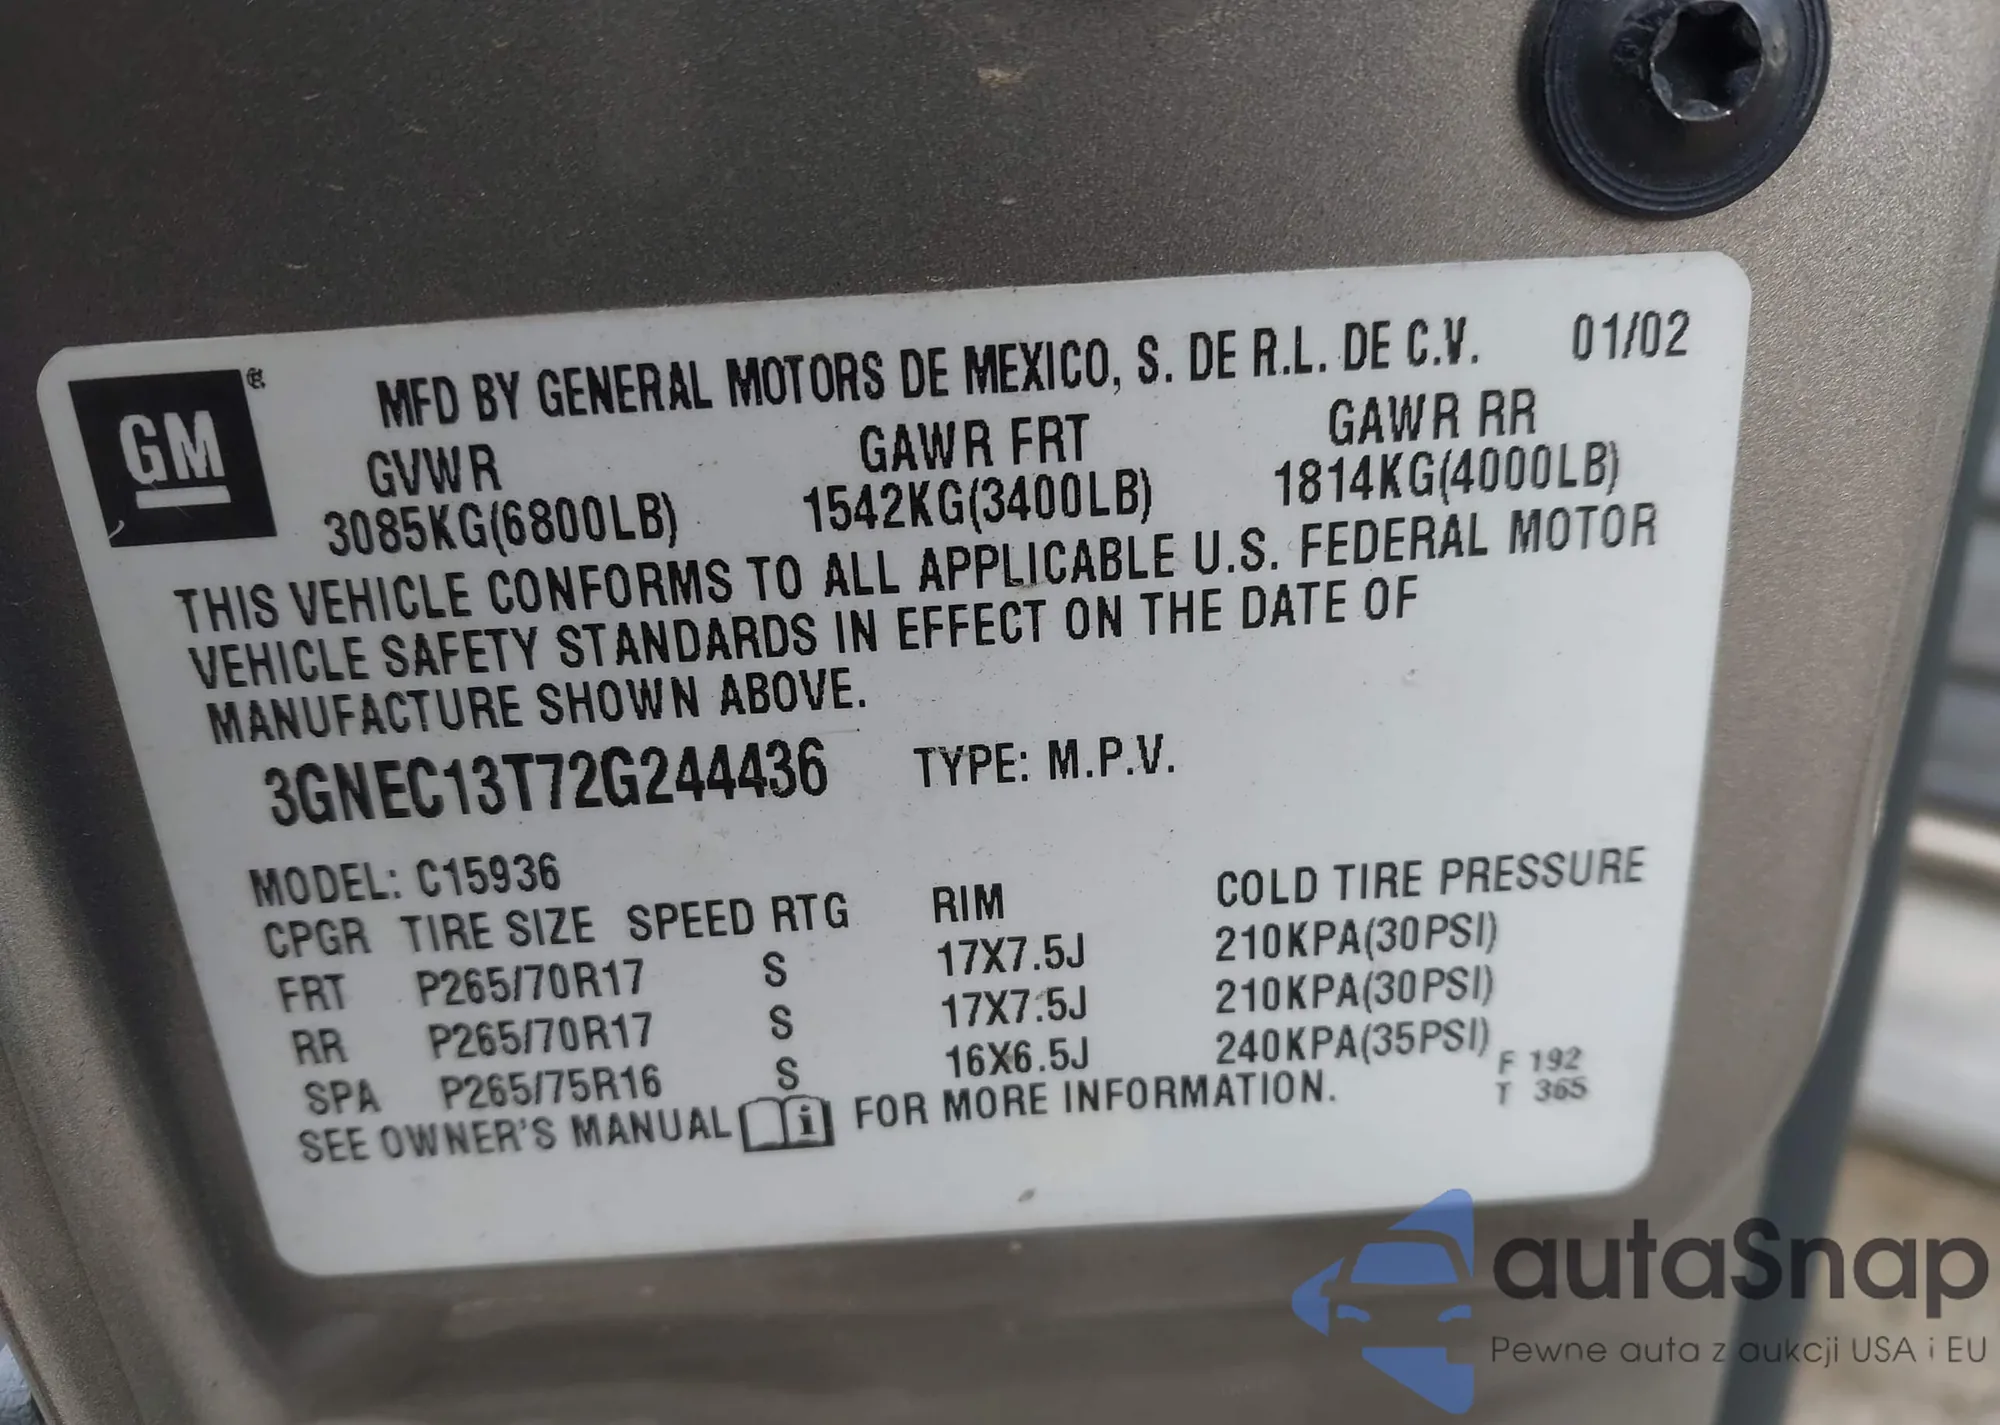 GM
MFD BY GENERAL MOTORS DE MEXICO, S. DE R.L. DE C.V. 01/02
GVWR GAWR FRT GAWR RR
3085KG(6800LB) 1542KG(3400LB) 1814KG(4000LB)
THIS VEHICLE CONFORMS TO ALL APPLICABLE U.S. FEDERAL MOTOR
VEHICLE SAFETY STANDARDS IN EFFECT ON THE DATE OF
MANUFACTURE SHOWN ABOVE.
3GNEC13T72G244436 TYPE: M.P.V.
MODEL: C15936
CPGR TIRE SIZE SPEED RTG RIM COLD TIRE PRESSURE
FRT P265/70R17 S 17X7.5J 210KPA(30PSI)
RR P265/70R17 S 17X7.5J 210KPA(30PSI)
SPA P265/75R16 S 16X6.5J 240KPA(35PSI)
SEE OWNER'S MANUAL i FOR MORE INFORMATION.
F 192
T 365
autaSnap
Pewne auta z aukcji USA i EU